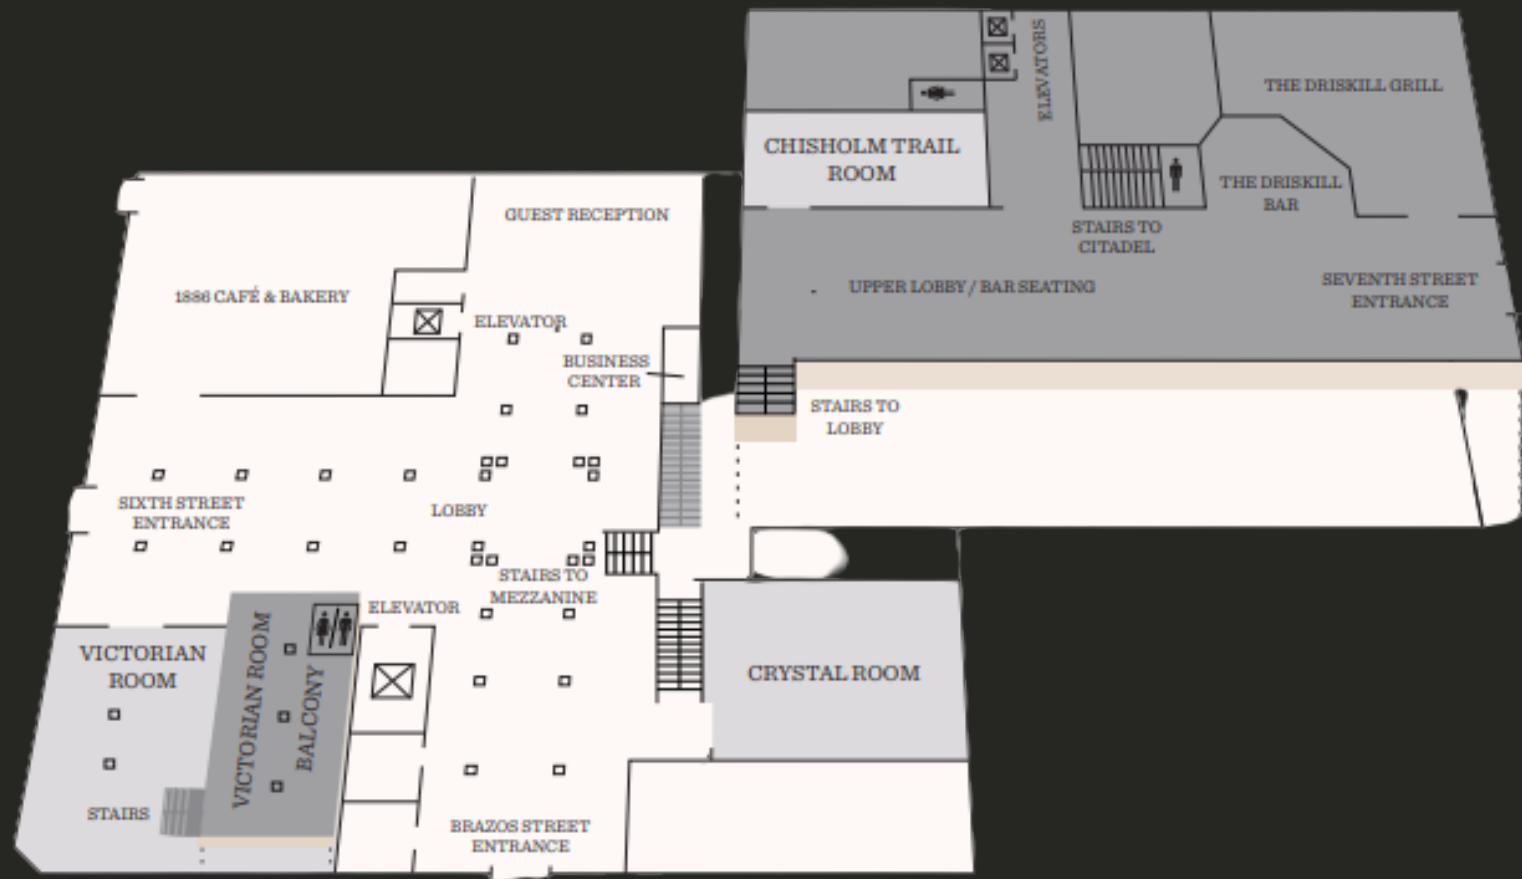 ELEVATORS
THE DRISKILL GRILL
CHISHOLM TRAIL
ROOM
THE DRISKILL
BAR
STAIRS TO
CITADEL
UPPER LOBBY / BAR SEATING
SEVENTH STREET
ENTRANCE
GUEST RECEPTION
1886 CAFÉ & BAKERY
ELEVATOR
BUSINESS
CENTER
STAIRS TO
LOBBY
SIXTH STREET
ENTRANCE
LOBBY
STAIRS TO
MEZZANINE
ELEVATOR
VICTORIAN
ROOM
VICTORIAN ROOM
BALCONY
CRYSTAL ROOM
STAIRS
BRAZOS STREET
ENTRANCE